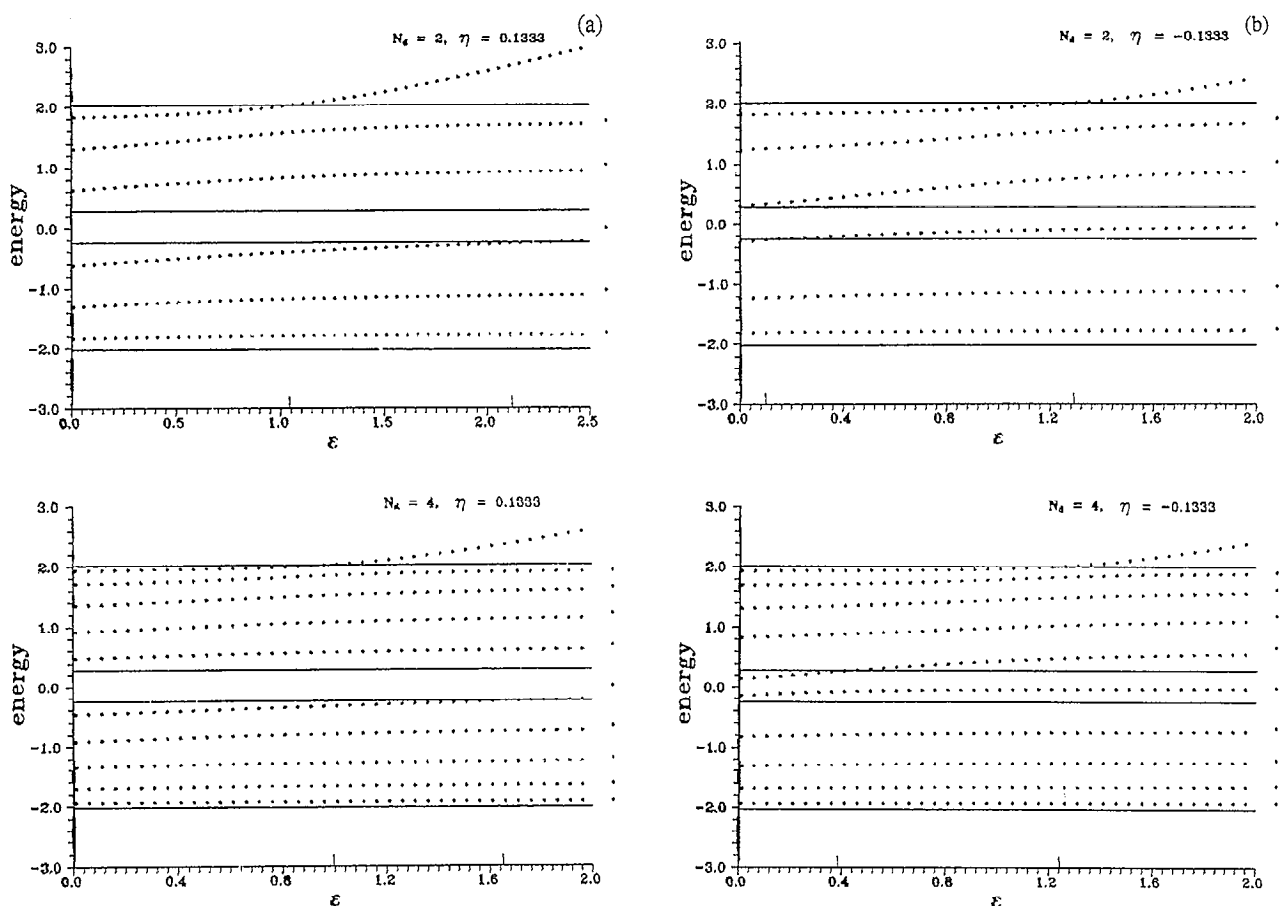 (a)
N_d = 2, η = 0.1333
3.0
2.0
1.0
0.0
−1.0
−2.0
−3.0
energy
0.0 0.5 1.0 1.5 2.0 2.5
ε
(b)
N_d = 2, η = −0.1333
3.0
2.0
1.0
0.0
−1.0
−2.0
−3.0
energy
0.0 0.4 0.8 1.2 1.6 2.0
ε
N_d = 4, η = 0.1333
3.0
2.0
1.0
0.0
−1.0
−2.0
−3.0
energy
0.0 0.4 0.8 1.2 1.6 2.0
ε
N_d = 4, η = −0.1333
3.0
2.0
1.0
0.0
−1.0
−2.0
−3.0
energy
0.0 0.4 0.8 1.2 1.6 2.0
ε